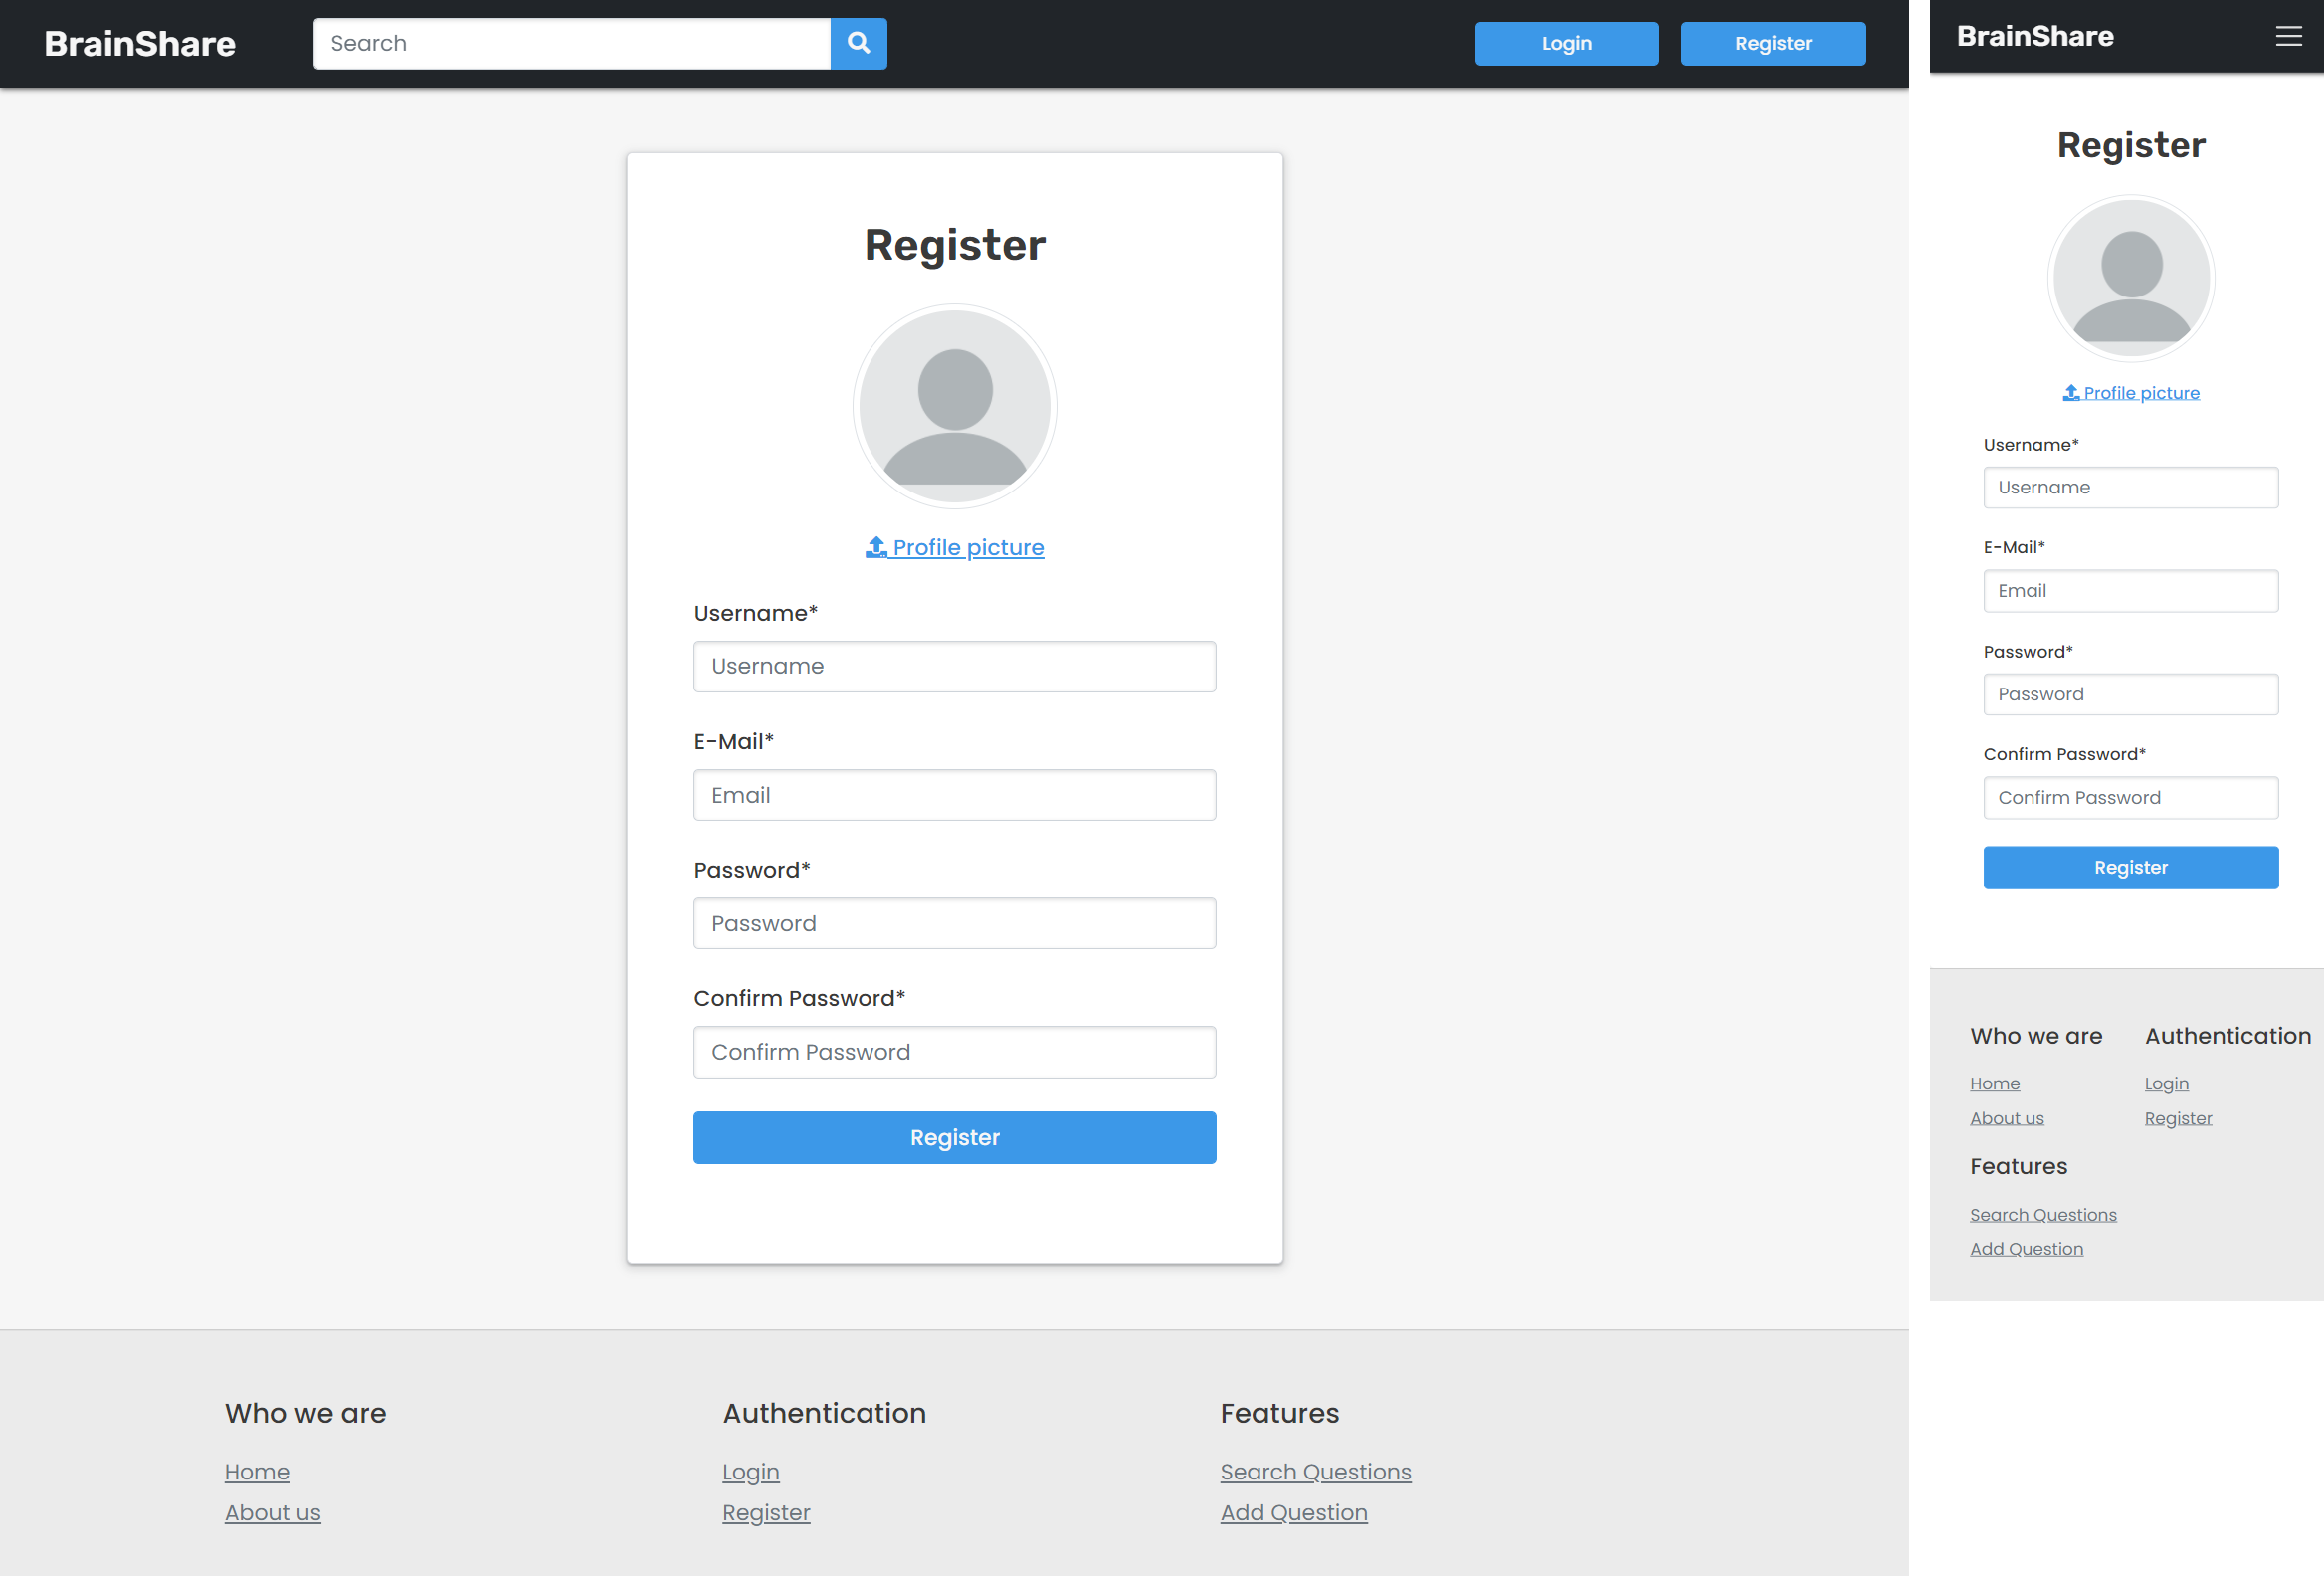 BrainShare
Search
Login
Register
Register
Profile picture
Username*
Username
E-Mail*
Email
Password*
Password
Confirm Password*
Confirm Password
Register
Who we are
Home
About us
Authentication
Login
Register
Features
Search Questions
Add Question
BrainShare
Register
Profile picture
Username*
Username
E-Mail*
Email
Password*
Password
Confirm Password*
Confirm Password
Register
Who we are
Home
About us
Authentication
Login
Register
Features
Search Questions
Add Question